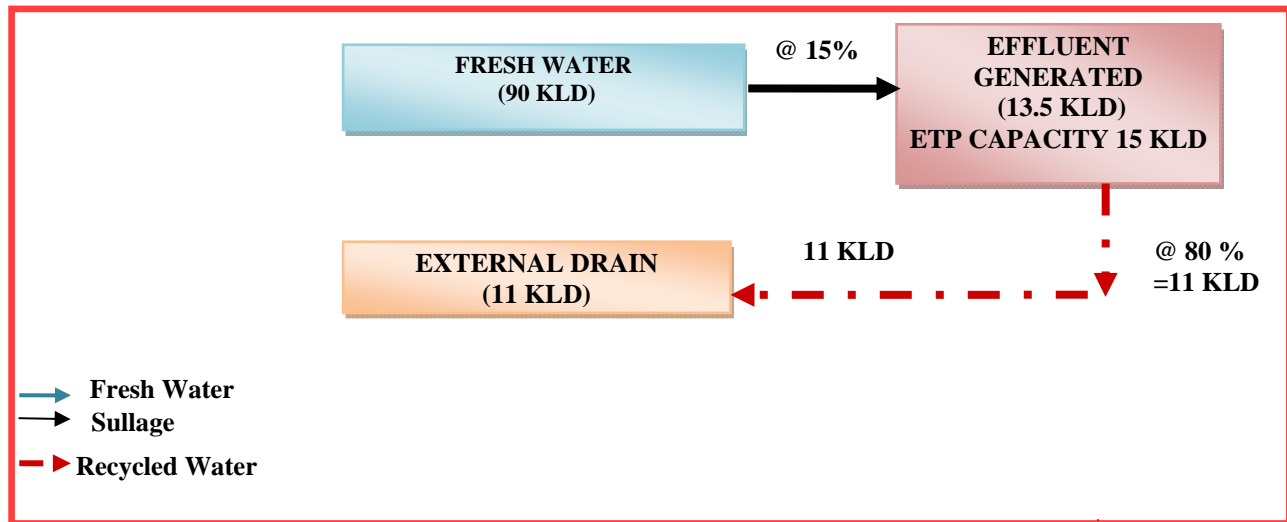 FRESH WATER
(90 KLD)
@ 15%
EFFLUENT
GENERATED
(13.5 KLD)
ETP CAPACITY 15 KLD
EXTERNAL DRAIN
(11 KLD)
11 KLD
@ 80 %
=11 KLD
Fresh Water
Sullage
Recycled Water